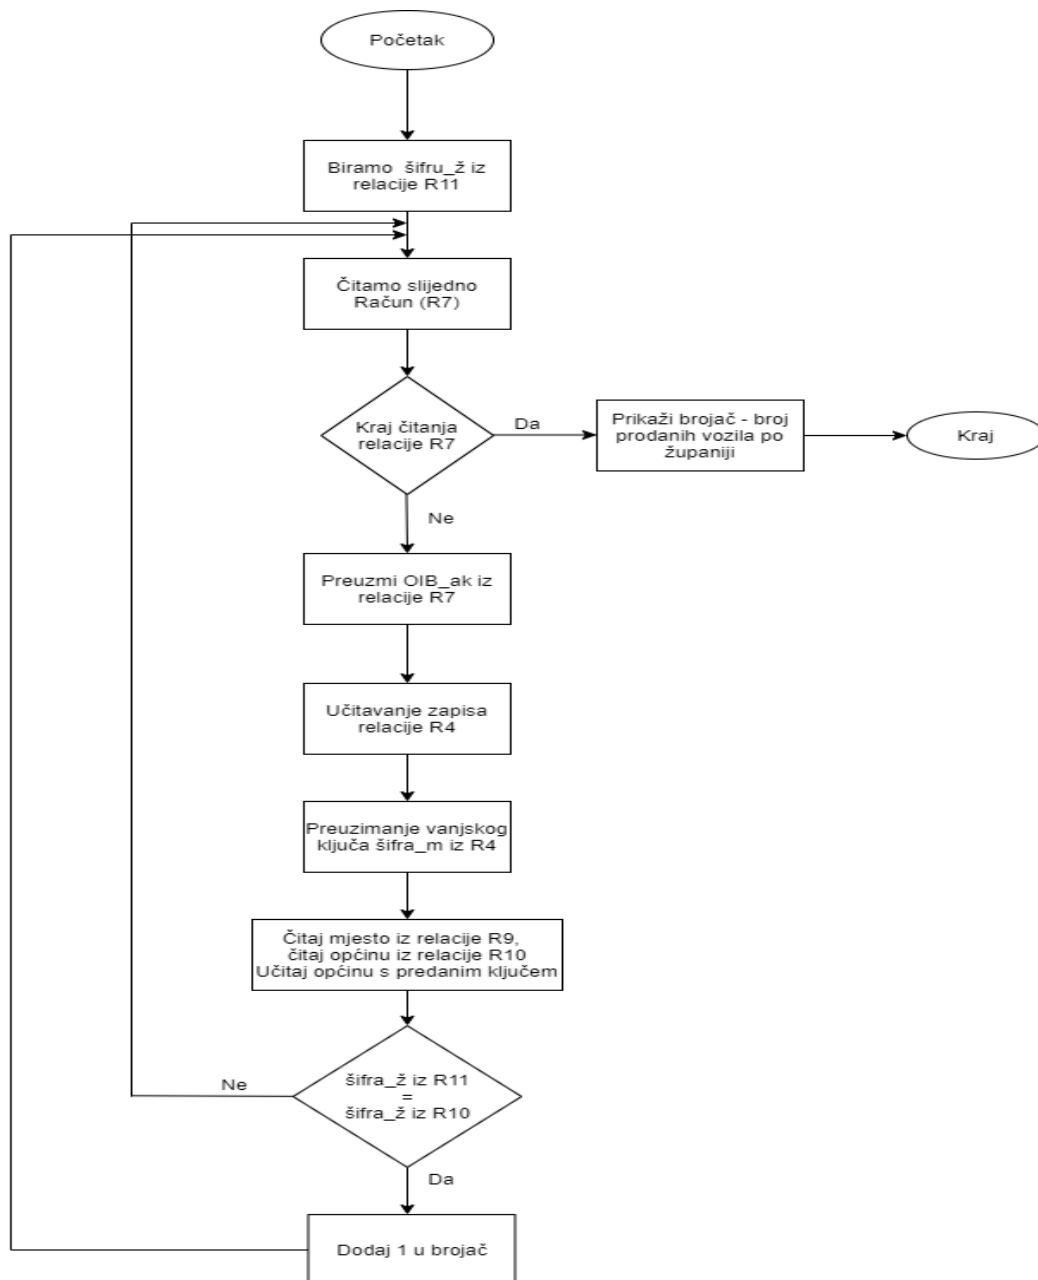 Početak
Biramo šifru_ž iz
relacije R11
Čitamo slijedno
Račun (R7)
Kraj čitanja
relacije R7
Da
Prikaži brojač - broj
prodanih vozila po
županiji
Kraj
Ne
Preuzmi OIB_ak iz
relacije R7
Učitavanje zapisa
relacije R4
Preuzimanje vanjskog
ključa šifra_m iz R4
Čitaj mjesto iz relacije R9,
čitaj općinu iz relacije R10
Učitaj općinu s predanim ključem
šifra_ž iz R11
=
šifra_ž iz R10
Ne
Da
Dodaj 1 u brojač